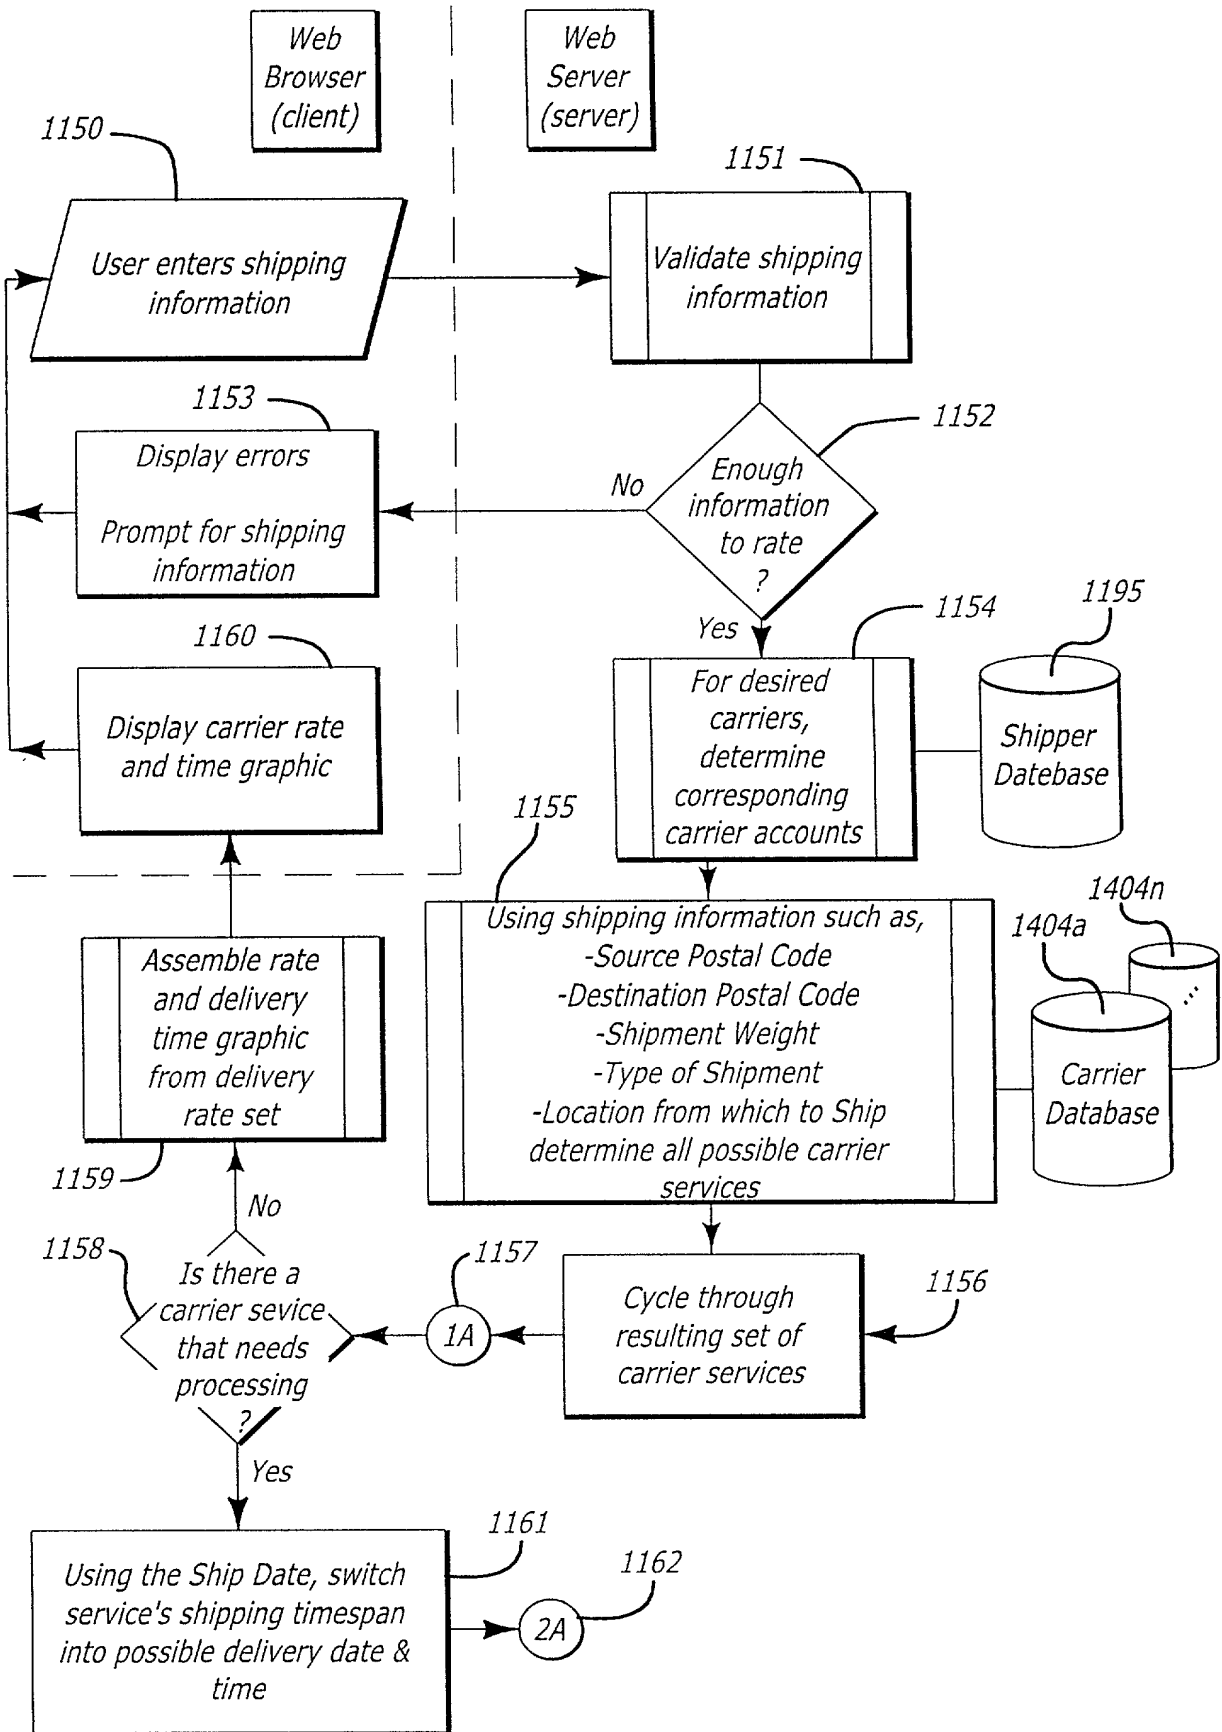 Web
Browser
(client)
Web
Server
(server)
1150
1151
User enters shipping
information
Validate shipping
information
1153
1152
Display errors
Prompt for shipping
information
No
Enough
information
to rate
?
Yes
1160
1154
1195
Display carrier rate
and time graphic
For desired
carriers,
determine
corresponding
carrier accounts
Shipper
Datebase
1155
Using shipping information such as,
-Source Postal Code
-Destination Postal Code
-Shipment Weight
-Type of Shipment
-Location from which to Ship
determine all possible carrier
services
1404n
1404a
Carrier
Database
Assemble rate
and delivery
time graphic
from delivery
rate set
1159
No
1158
Is there a
carrier sevice
that needs
processing
?
1157
1A
Cycle through
resulting set of
carrier services
1156
Yes
1161
Using the Ship Date, switch
service's shipping timespan
into possible delivery date &
time
1162
2A